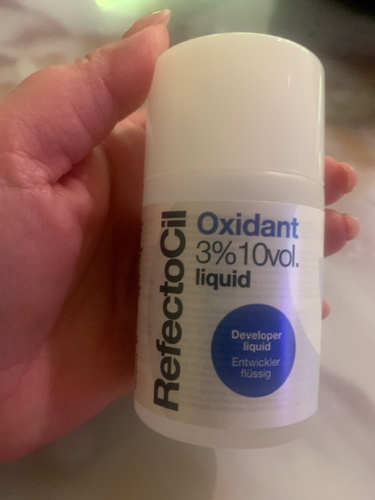 RefectoCil
Oxidant
3% 10vol.
liquid
Developer
liquid
Entwickler
flüssig